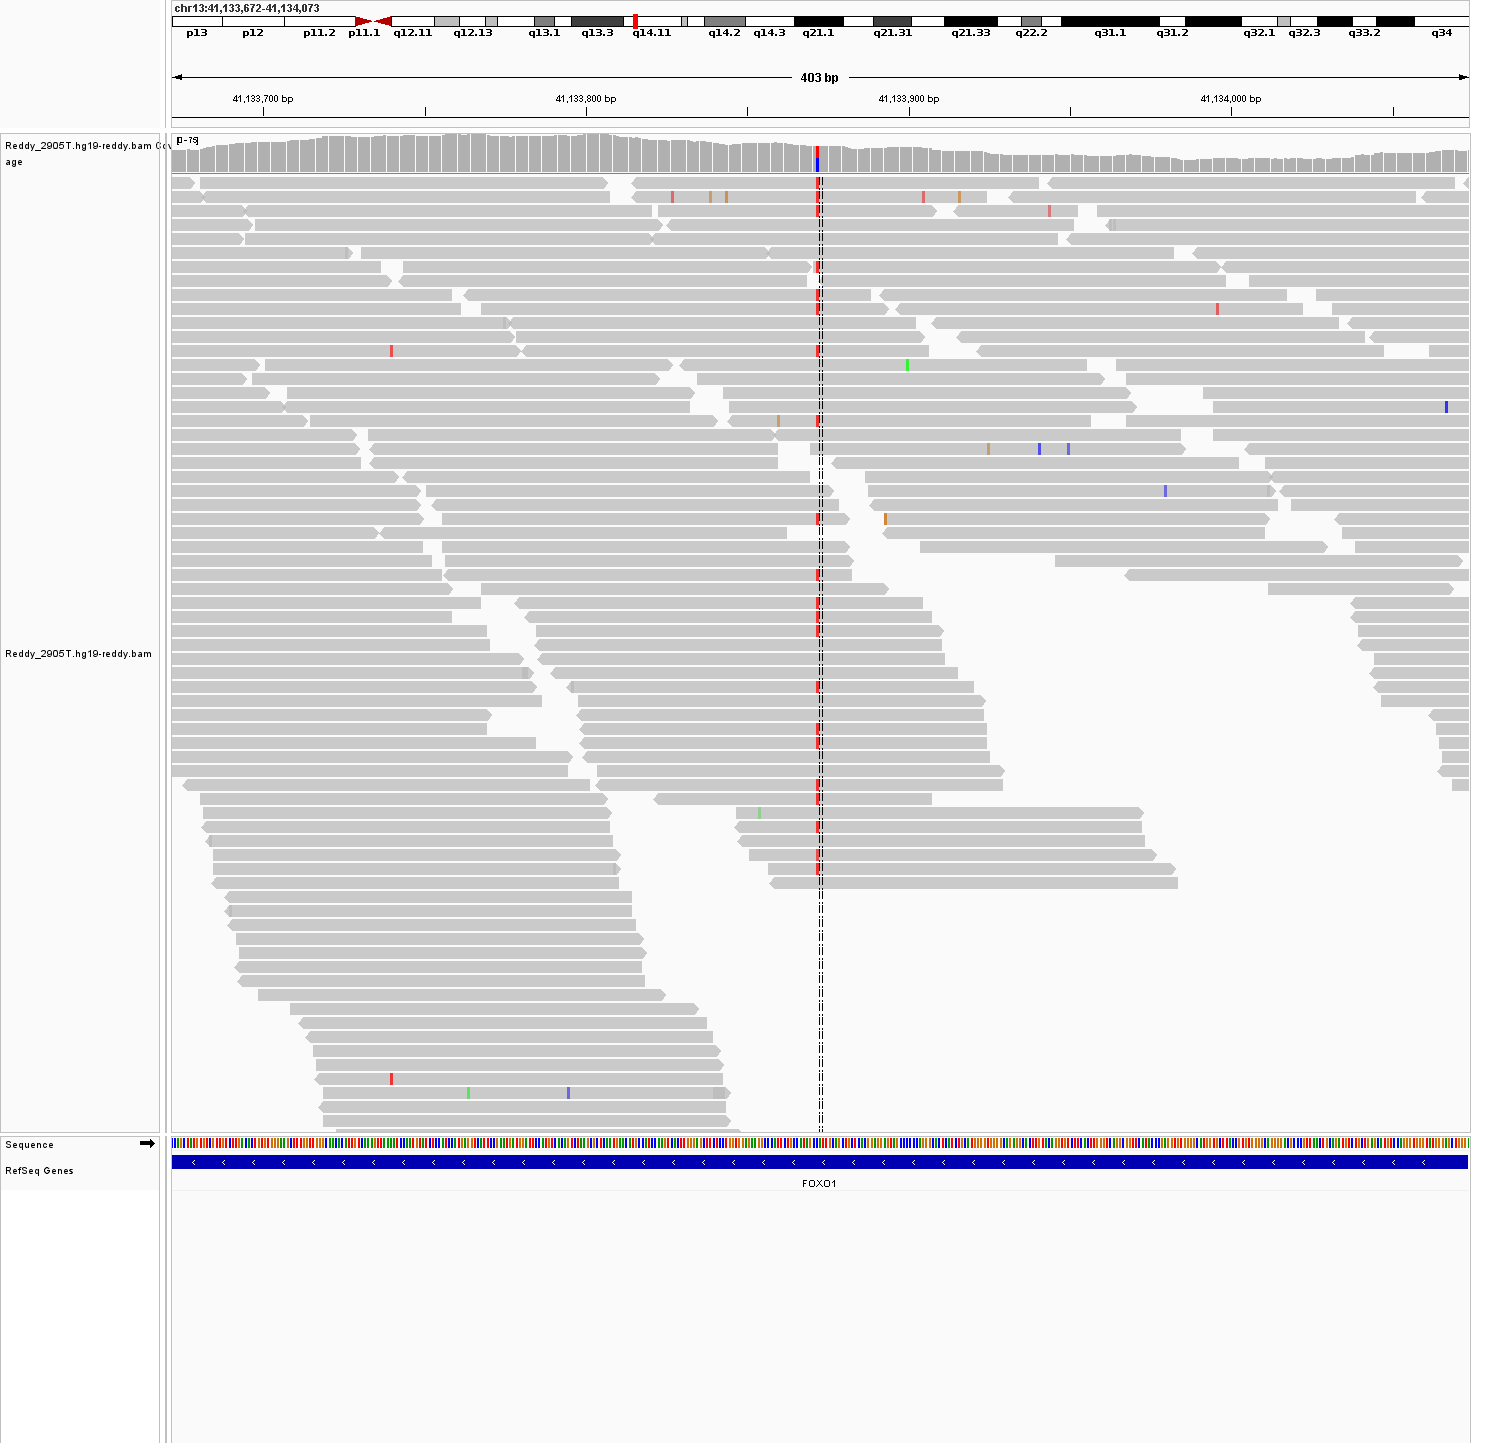 chr13:41,133,672-41,134,073
p13 p12 p11.2 p11.1 q12.11 q12.13 q13.1 q13.3 q14.11 q14.2 q14.3 q21.1 q21.31 q21.33 q22.2 q31.1 q31.2 q32.1 q32.3 q33.2 q34
403 bp
41,133,700 bp 41,133,800 bp 41,133,900 bp 41,134,000 bp
[0-79]
Reddy_2905T.hg19-reddy.bam Cov
age
Reddy_2905T.hg19-reddy.bam
Sequence
RefSeq Genes
FOXO1